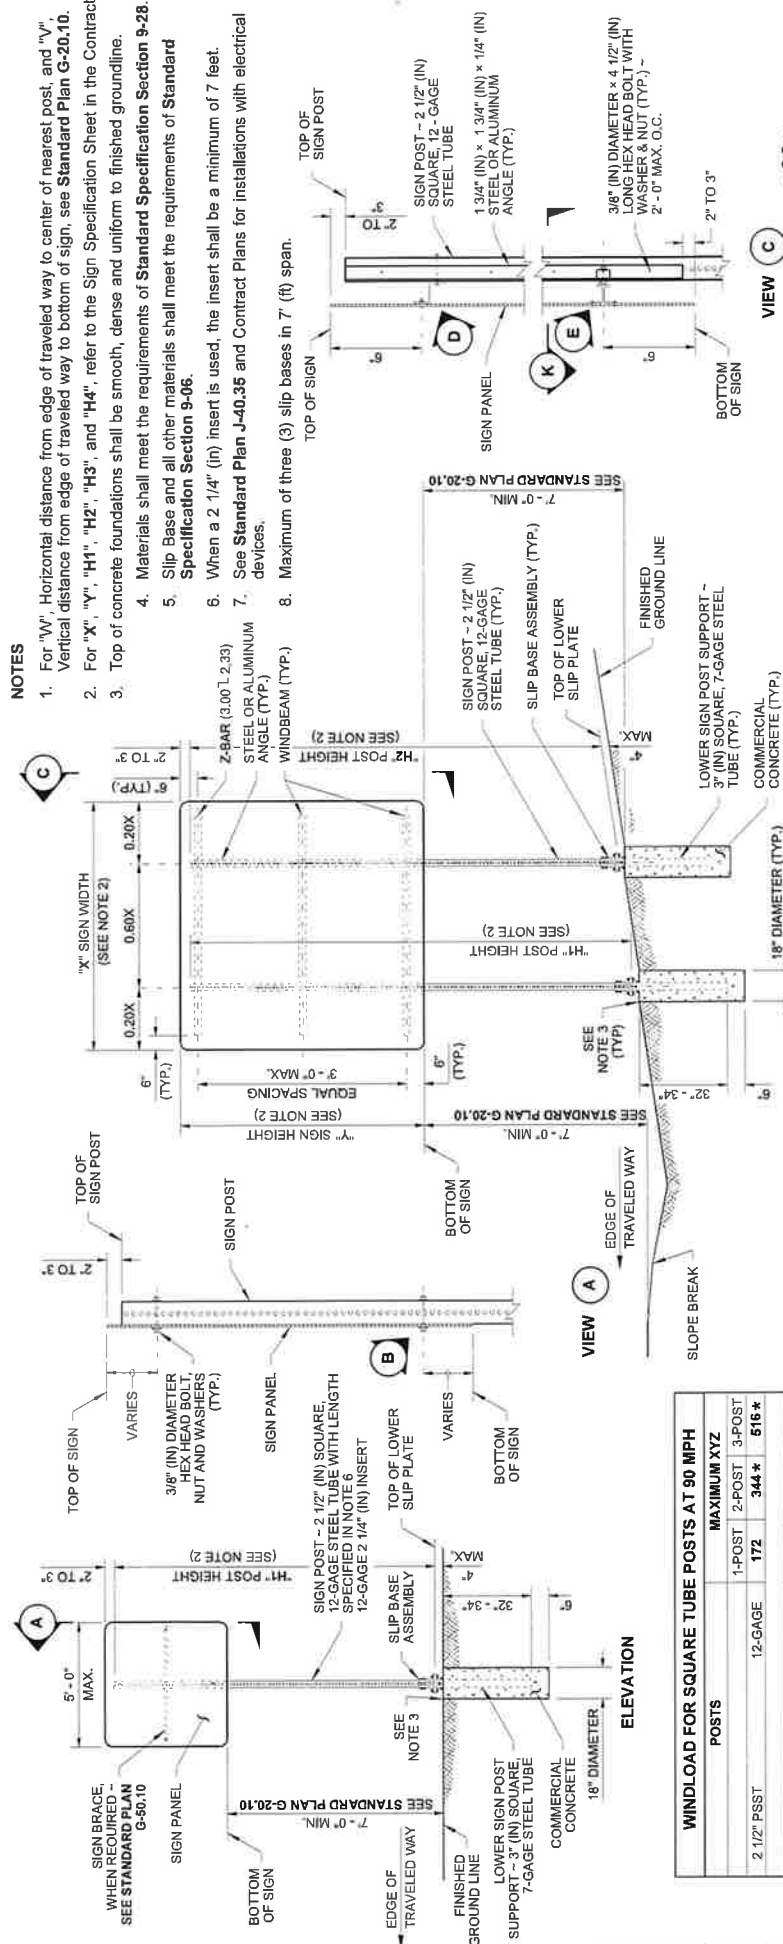 NOTES
1. For "W", Horizontal distance from edge of traveled way to center of nearest post, and "V",
Vertical distance from edge of traveled way to bottom of sign, see Standard Plan G-20.10.
2. For "X", "Y", "H1", "H2", "H3", and "H4", refer to the Sign Specification Sheet in the Contract
3. Top of concrete foundations shall be smooth, dense and uniform to finished groundline.
4. Materials shall meet the requirements of Standard Specification Section 9-28.
5. Slip Base and all other materials shall meet the requirements of Standard
Specification Section 9-06.
6. When a 2 1/4" (in) insert is used, the insert shall be a minimum of 7 feet.
7. See Standard Plan J-40.35 and Contract Plans for installations with electrical
devices.
8. Maximum of three (3) slip bases in 7' (ft) span.
SIGN BRACE,
WHEN REQUIRED ~
SEE STANDARD PLAN
G-50.10
SIGN PANEL
BOTTOM
OF SIGN
EDGE OF
TRAVELED WAY
FINISHED
GROUND LINE
LOWER SIGN POST
SUPPORT ~ 3" (IN) SQUARE,
7-GAGE STEEL TUBE
COMMERCIAL
CONCRETE
18" DIAMETER
ELEVATION
5' - 0"
MAX.
A
2" TO 3"
"H1" POST HEIGHT
(SEE NOTE 2)
7' - 0" MIN.
SEE STANDARD PLAN G-20.10
SEE
NOTE 3
SIGN POST ~ 2 1/2" (IN) SQUARE,
12-GAGE STEEL TUBE WITH LENGTH
SPECIFIED IN NOTE 6
12-GAGE 2 1/4" (IN) INSERT
SLIP BASE
ASSEMBLY
TOP OF LOWER
SLIP PLATE
4"
MAX.
32" - 34"
6"
TOP OF SIGN
VARIES
3/8" (IN) DIAMETER
HEX HEAD BOLT,
NUT AND WASHERS
(TYP.)
SIGN PANEL
B
VARIES
BOTTOM
OF SIGN
2" TO 3"
TOP OF
SIGN POST
SIGN POST
"X" SIGN WIDTH
(SEE NOTE 2)
0.20X
0.60X
0.20X
C
6" (TYP.)
2" TO 3"
6"
(TYP.)
"Y" SIGN HEIGHT
(SEE NOTE 2)
EQUAL SPACING
3' - 0" MAX.
6"
(TYP.)
BOTTOM
OF SIGN
Z-BAR (3.00 L 2.33)
STEEL OR ALUMINUM
ANGLE (TYP.)
WINDBEAM (TYP.)
"H2" POST HEIGHT
(SEE NOTE 2)
"H1" POST HEIGHT
(SEE NOTE 2)
7' - 0" MIN.
SEE STANDARD PLAN G-20.10
7' - 0" MIN.
SEE STANDARD PLAN G-20.10
SIGN POST ~ 2 1/2" (IN)
SQUARE, 12-GAGE
STEEL TUBE (TYP.)
SLIP BASE ASSEMBLY (TYP.)
TOP OF LOWER
SLIP PLATE
4"
MAX.
FINISHED
GROUND LINE
LOWER SIGN POST SUPPORT ~
3" (IN) SQUARE, 7-GAGE STEEL
TUBE (TYP.)
COMMERCIAL
CONCRETE (TYP.)
18" DIAMETER (TYP.)
SEE
NOTE 3
(TYP)
32" - 34"
6"
EDGE OF
TRAVELED WAY
SLOPE BREAK
VIEW A
TOP OF
SIGN POST
2" TO 3"
TOP OF SIGN
6"
SIGN POST ~ 2 1/2" (IN)
SQUARE, 12 - GAGE
STEEL TUBE
1 3/4" (IN) × 1 3/4" (IN) × 1/4" (IN)
STEEL OR ALUMINUM
ANGLE (TYP.)
3/8" (IN) DIAMETER × 4 1/2" (IN)
LONG HEX HEAD BOLT WITH
WASHER & NUT (TYP.) ~
2' - 0" MAX. O.C.
2" TO 3"
SIGN PANEL
D
K
E
6"
BOTTOM
OF SIGN
VIEW C
WINDLOAD FOR SQUARE TUBE POSTS AT 90 MPH
POSTS
MAXIMUM XYZ
1-POST 2-POST 3-POST
2 1/2" PSST 12-GAGE 172 344 * 516 *